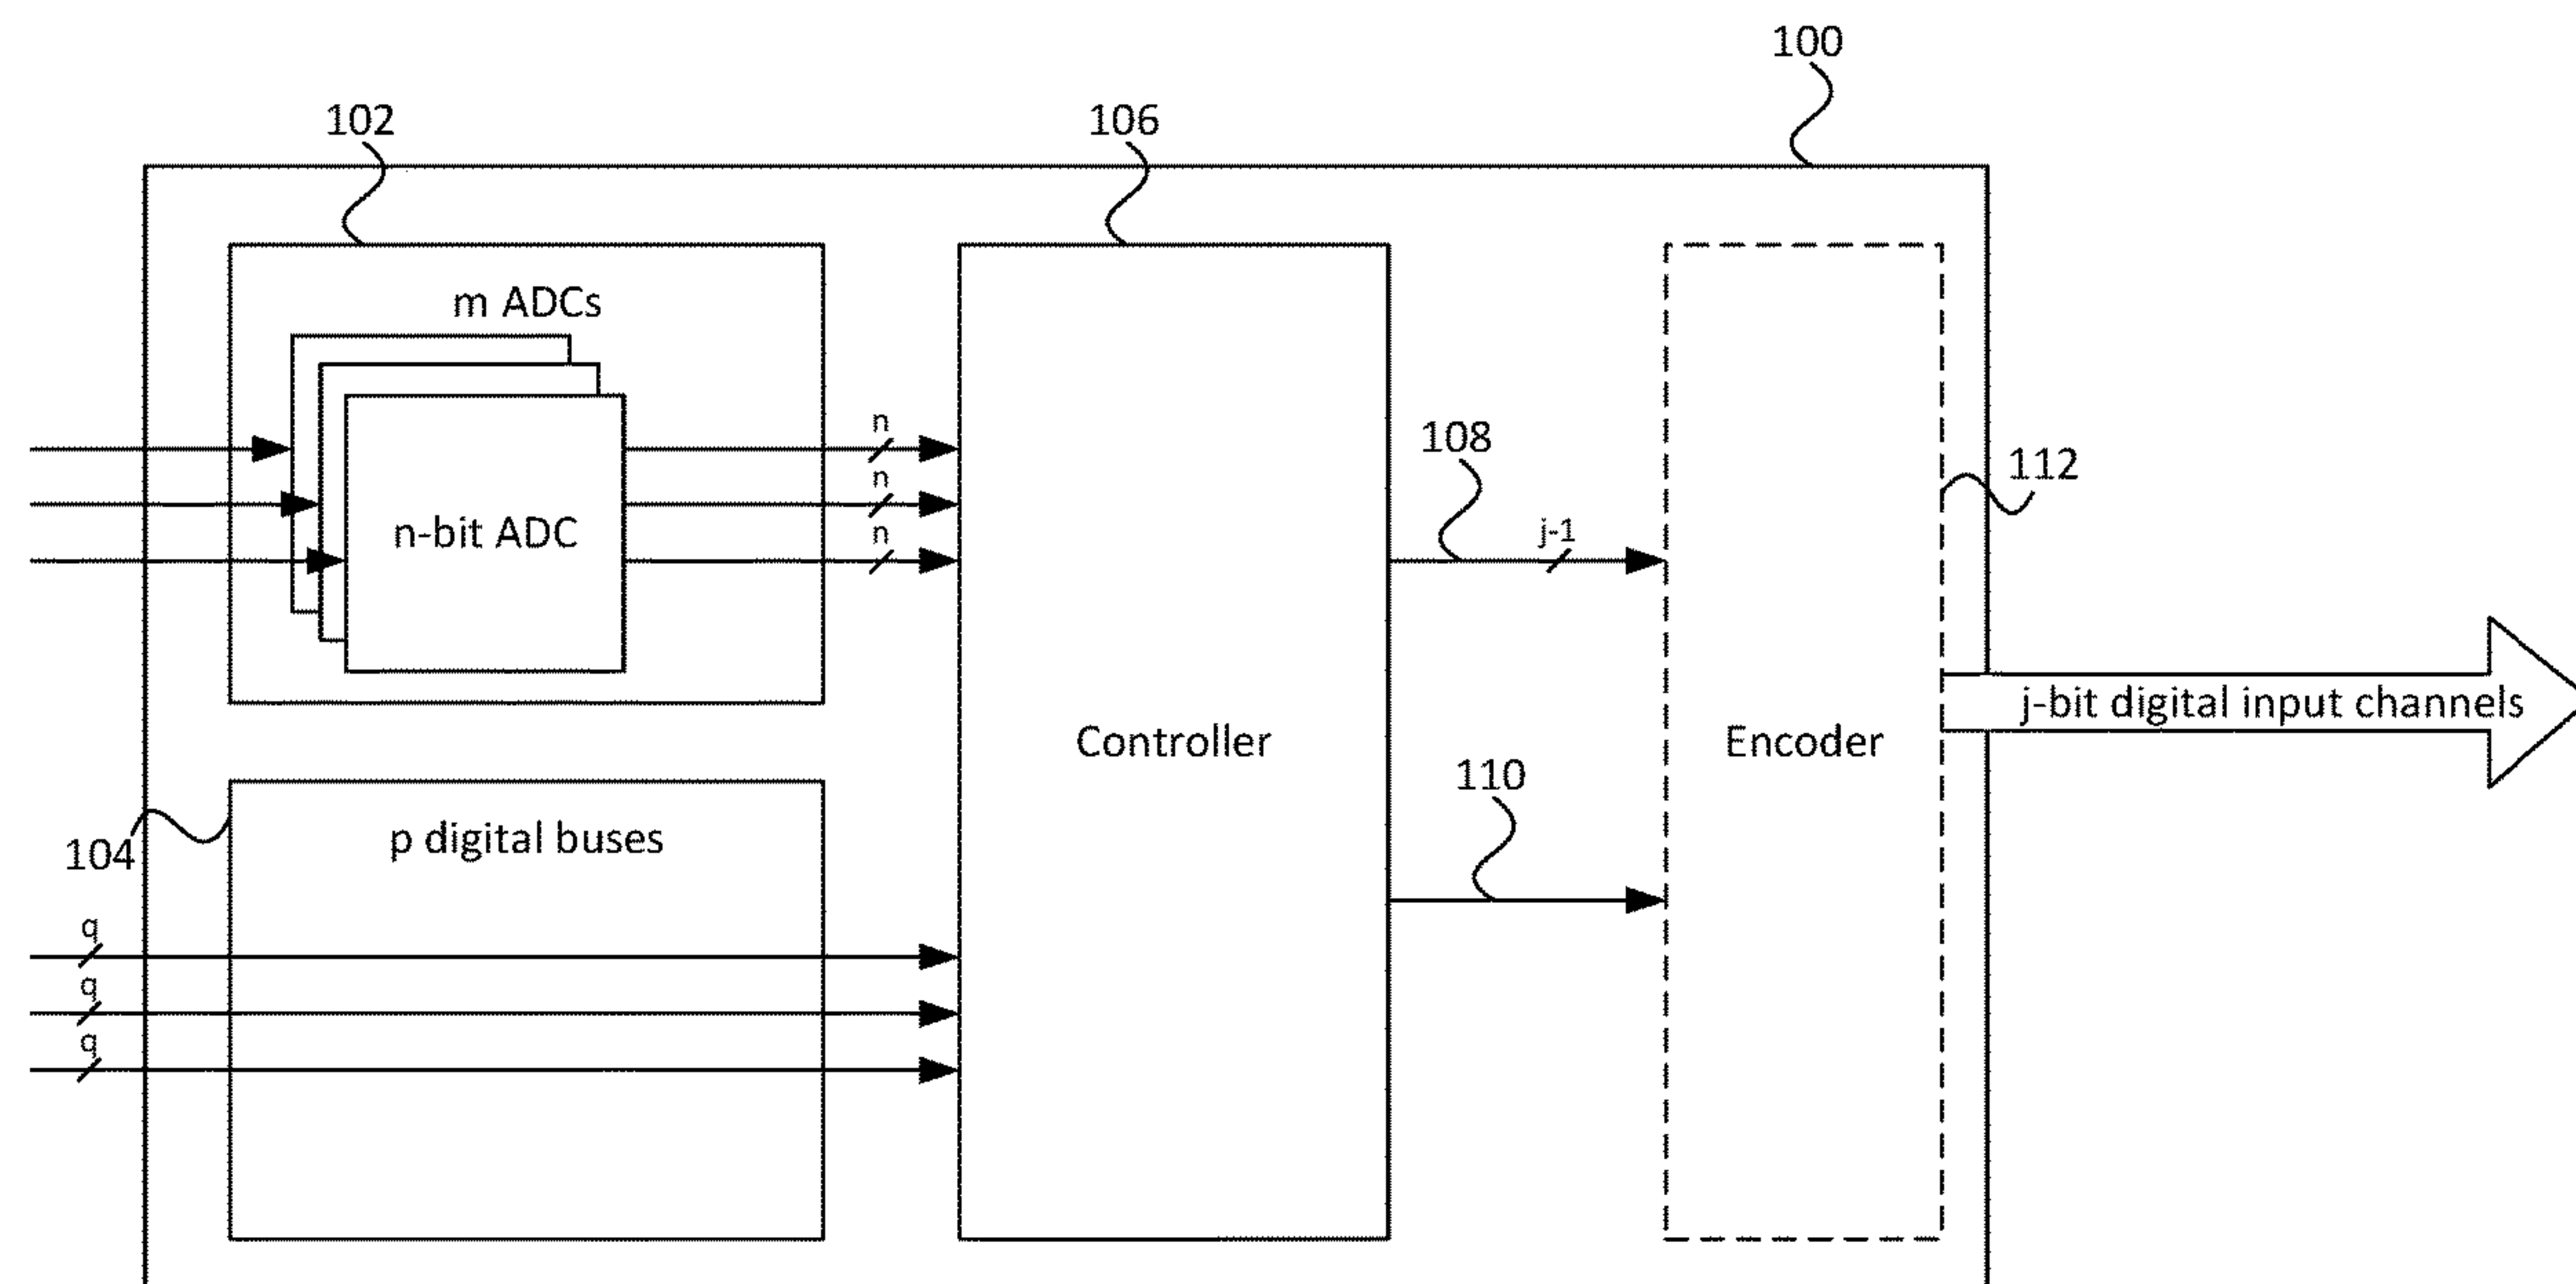 100
102
106
m ADCs
n
n
n
n-bit ADC
108
j-1
112
j-bit digital input channels
Controller
Encoder
110
104
p digital buses
q
q
q